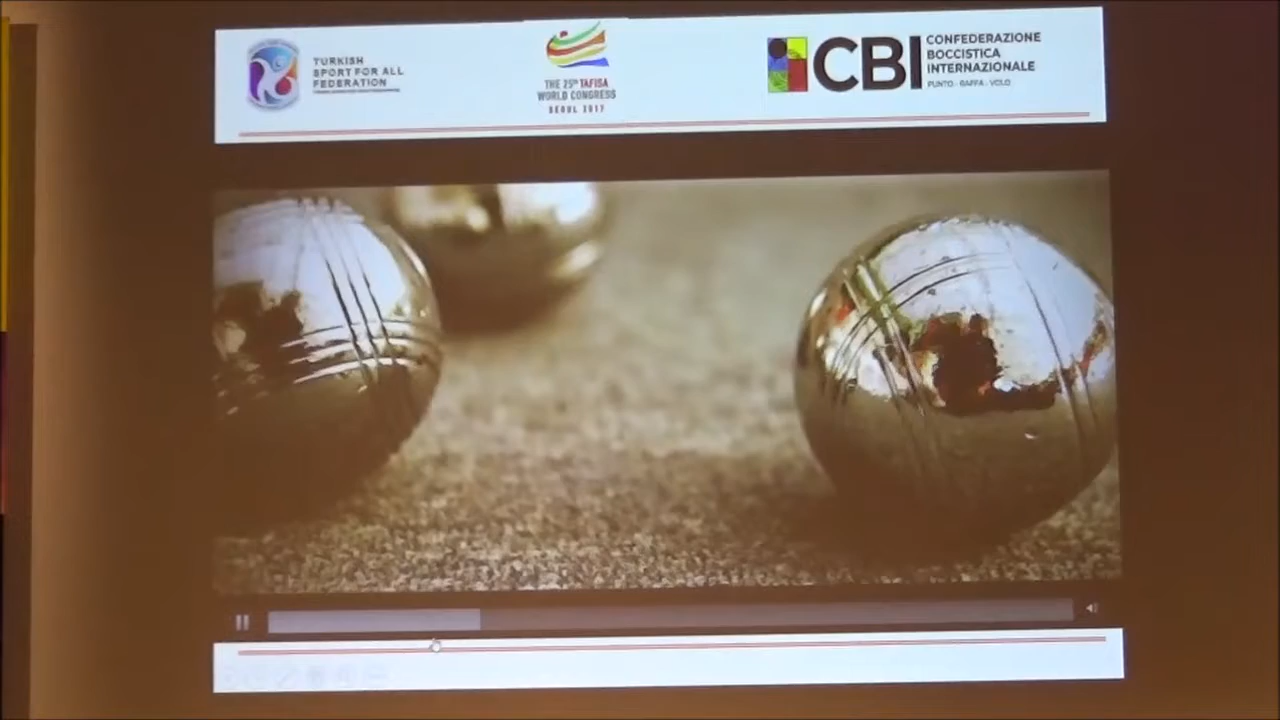 TURKISH
SPORT FOR ALL
FEDERATION
THE 25th TAFISA
WORLD CONGRESS
SEOUL 2017
CBI
CONFEDERAZIONE
BOCCISTICA
INTERNAZIONALE
PUNTO - RAFFA - VOLO